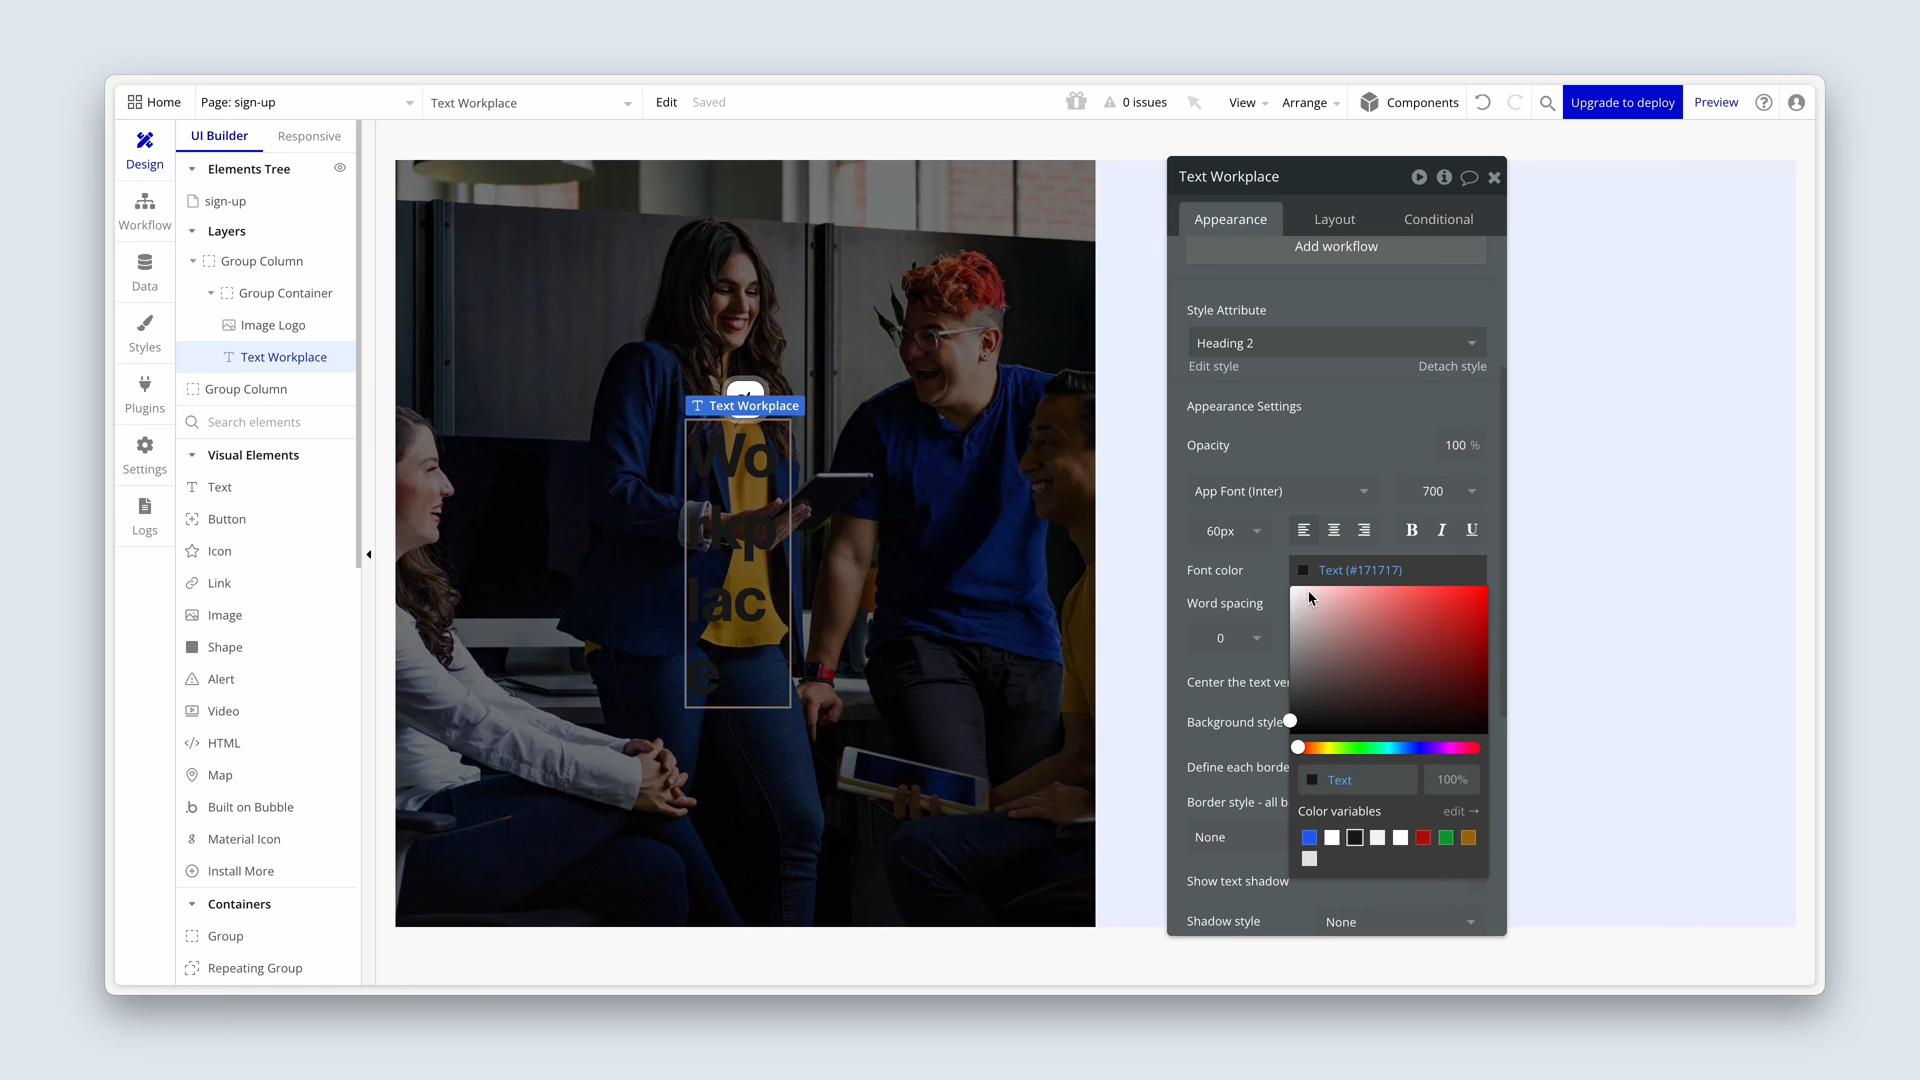 Home
Page: sign-up
Text Workplace
Edit
Saved
0 issues
View
Arrange
Components
Upgrade to deploy
Preview
Design
Workflow
Data
Styles
Plugins
Settings
Logs
UI Builder
Responsive
Elements Tree
sign-up
Layers
Group Column
Group Container
Image Logo
Text Workplace
Group Column
Search elements
Visual Elements
Text
Button
Icon
Link
Image
Shape
Alert
Video
HTML
Map
Built on Bubble
Material Icon
Install More
Containers
Group
Repeating Group
Text Workplace
Wo
rkp
lac
e
Text Workplace
Appearance
Layout
Conditional
Add workflow
Style Attribute
Heading 2
Edit style
Detach style
Appearance Settings
Opacity
100 %
App Font (Inter)
700
60px
B I U
Font color
Text (#171717)
Word spacing
0
Center the text ver
Background style
Define each borde
Border style - all b
None
Text
100%
Color variables
edit →
Show text shadow
Shadow style
None